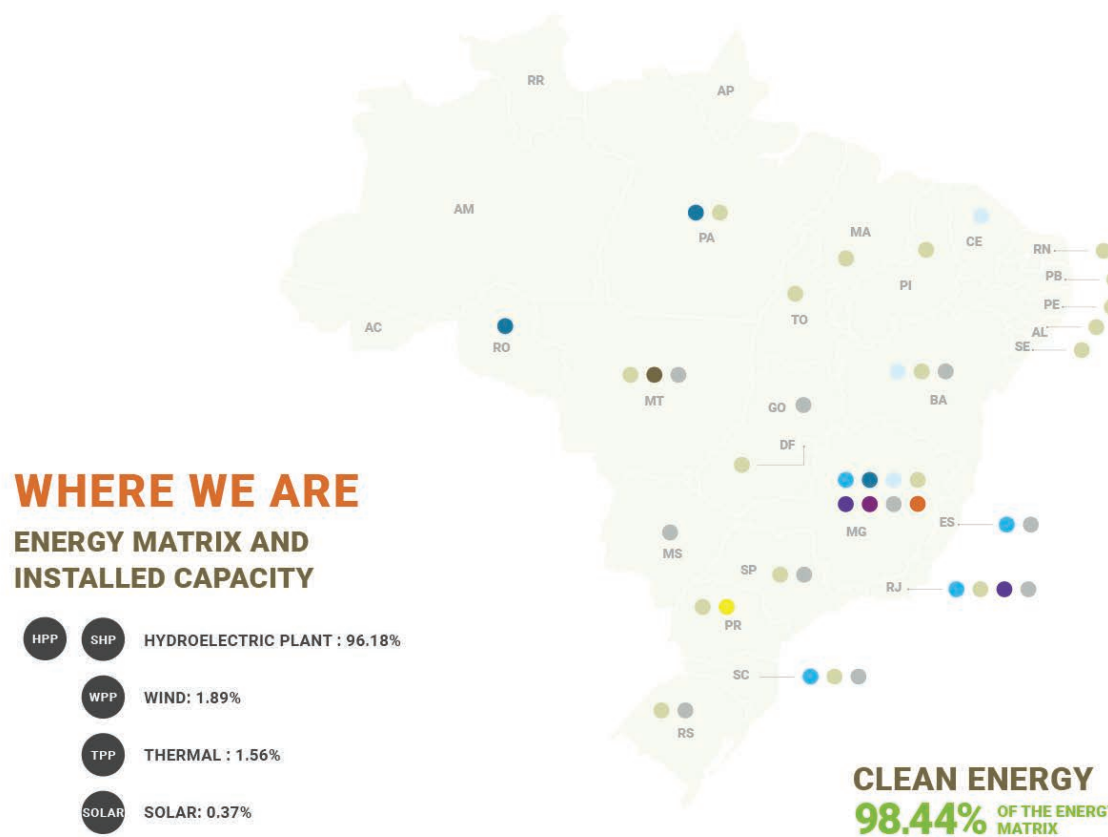 RR
AP
AM
PA
MA
CE
RN
PI
PB
PE
TO
AL
SE
AC
RO
MT
BA
GO
DF
WHERE WE ARE
ENERGY MATRIX AND
INSTALLED CAPACITY
MG
ES
MS
SP
RJ
PR
SC
RS
HPP SHP HYDROELECTRIC PLANT : 96.18%
WPP WIND: 1.89%
TPP THERMAL : 1.56%
SOLAR SOLAR: 0.37%
CLEAN ENERGY
98.44% OF THE ENERGY
MATRIX